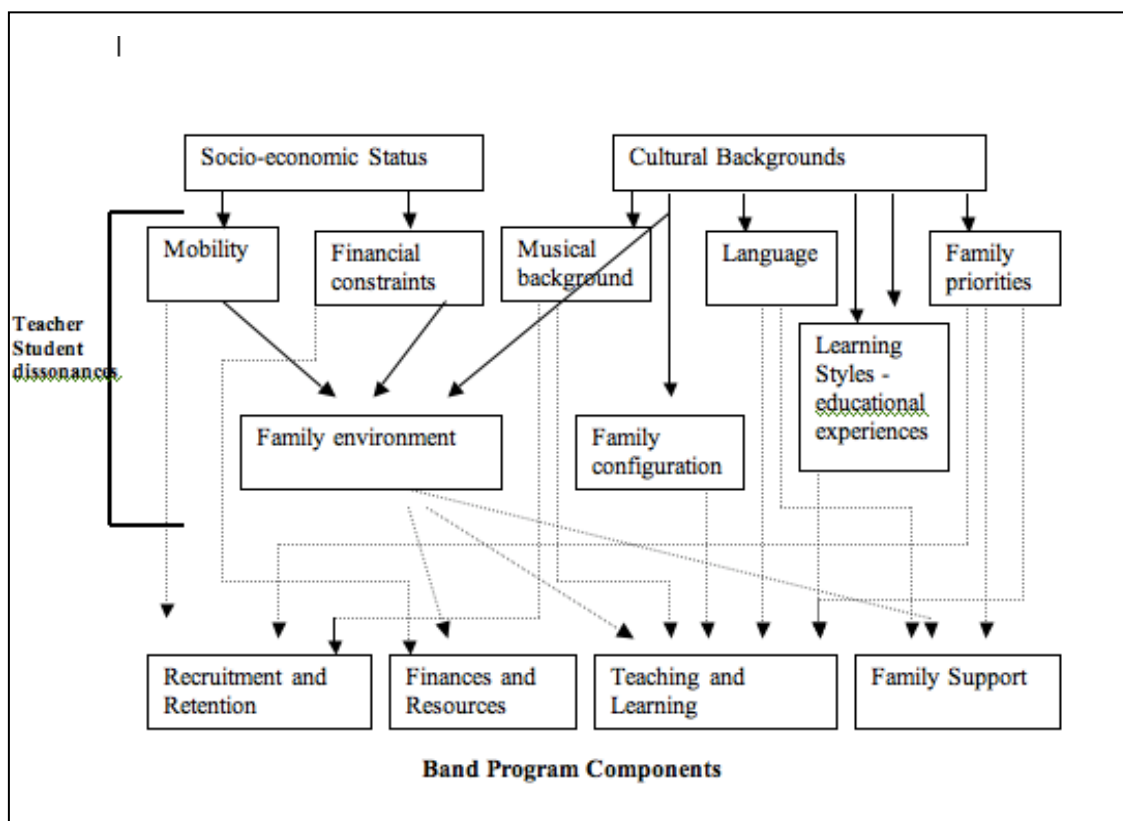 Socio-economic Status
Cultural Backgrounds
Mobility
Financial
constraints
Musical
background
Language
Family
priorities
Teacher
Student
dissonances
Learning
Styles -
educational
experiences
Family environment
Family
configuration
Recruitment and
Retention
Finances and
Resources
Teaching and
Learning
Family Support
Band Program Components